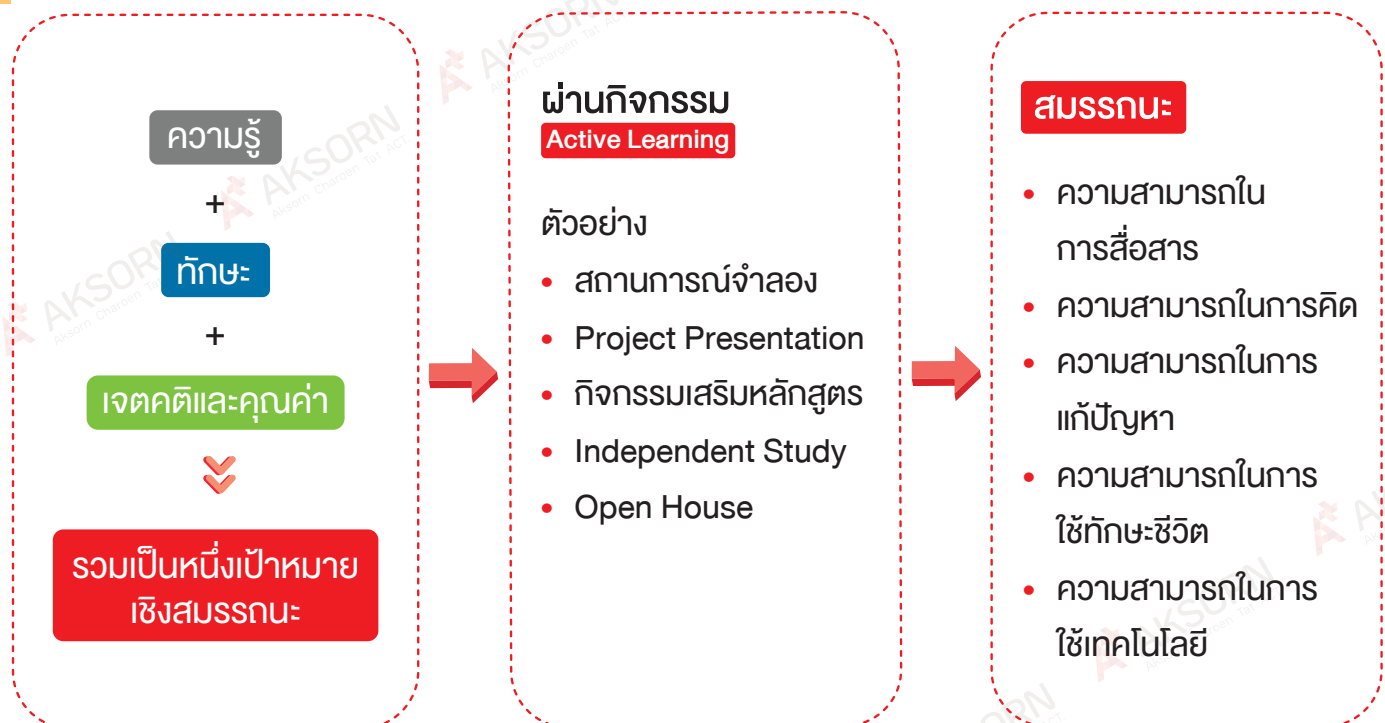 ความรู้
+
ทักษะ
+
เจตคติและคุณค่า
รวมเป็นหนึ่งเป้าหมาย
เชิงสมรรถนะ
ผ่านกิจกรรม
Active Learning
ตัวอย่าง
• สถานการณ์จำลอง
• Project Presentation
• กิจกรรมเสริมหลักสูตร
• Independent Study
• Open House
สมรรถนะ
• ความสามารถใน
การสื่อสาร
• ความสามารถในการคิด
• ความสามารถในการ
แก้ปัญหา
• ความสามารถในการ
ใช้ทักษะชีวิต
• ความสามารถในการ
ใช้เทคโนโลยี
AKSORN
Aksorn Charoen Tat ACT